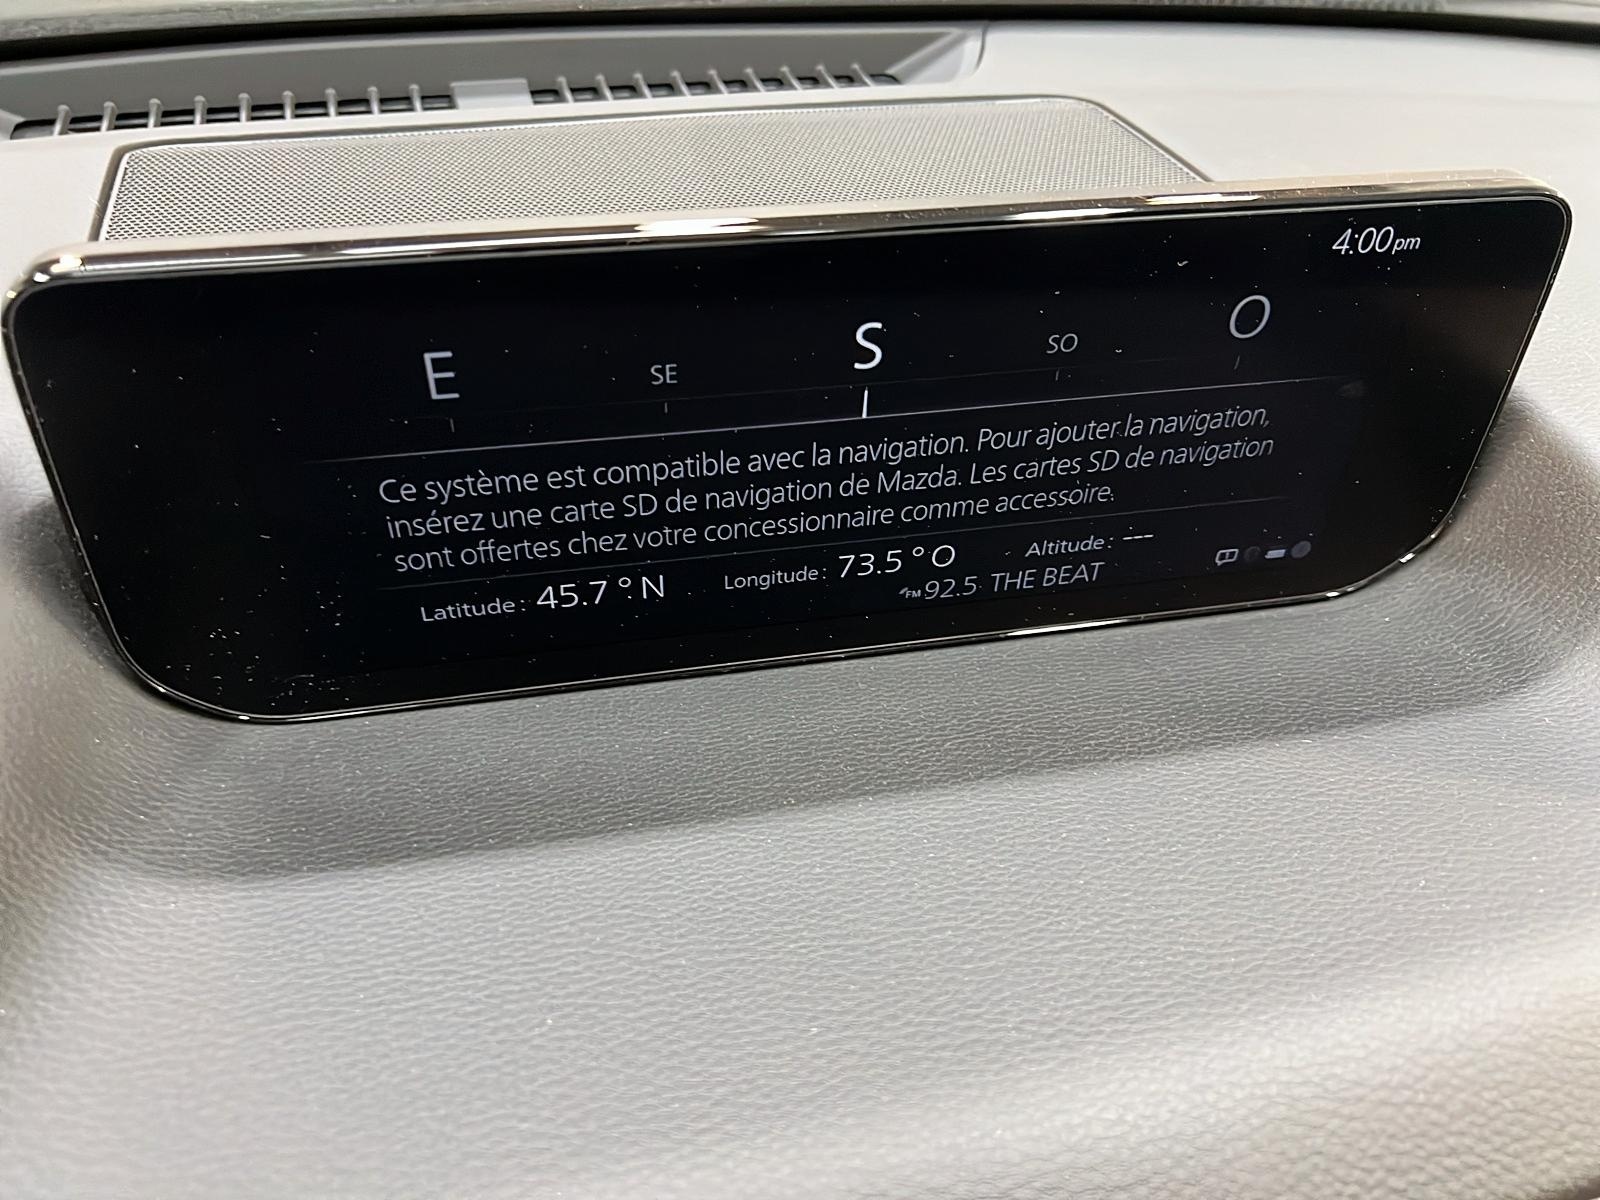 4:00pm
E SE S SO O
Ce système est compatible avec la navigation. Pour ajouter la navigation,
insérez une carte SD de navigation de Mazda. Les cartes SD de navigation
sont offertes chez votre concessionnaire comme accessoire.
Latitude: 45.7 ° N Longitude: 73.5 ° O Altitude: ---
FM 92.5 THE BEAT